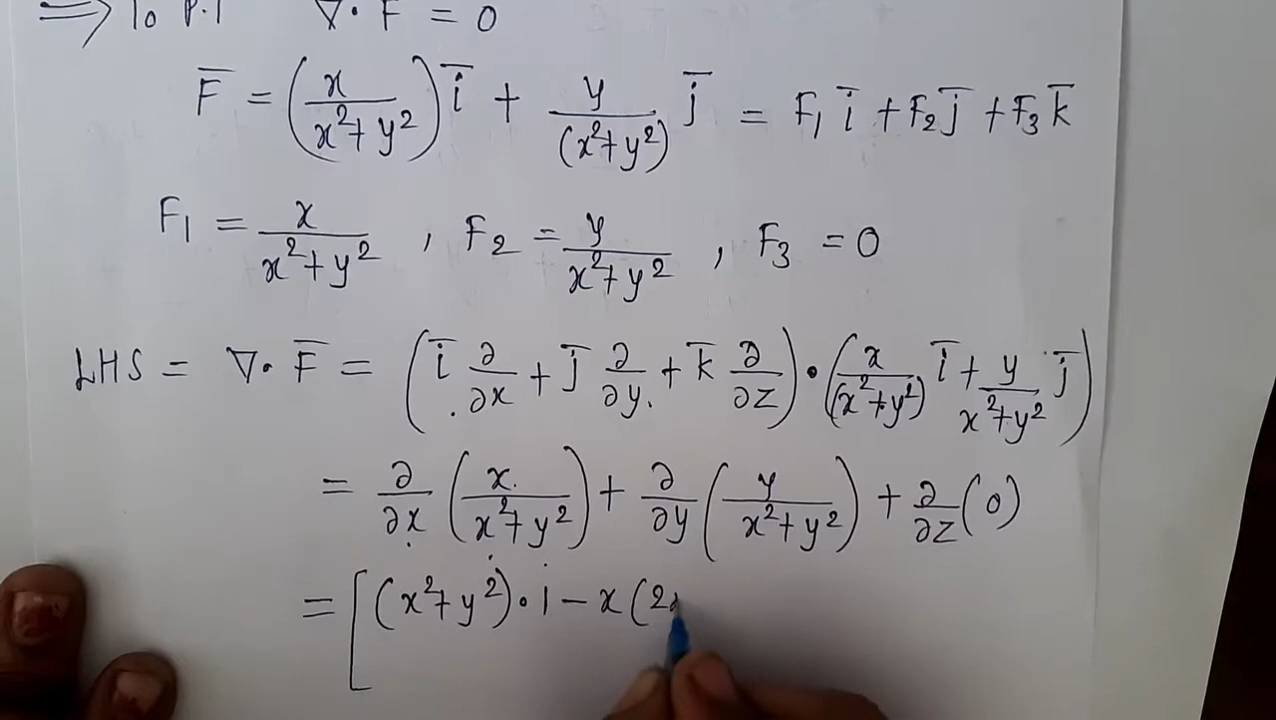 ⟹ To P.T ∇· F = 0
F̅ = (x/(x²+y²)) i̅ + y/(x²+y²) j̅ = F₁ i̅ + F₂ j̅ + F₃ k̅
F₁ = x/(x²+y²) , F₂ = y/(x²+y²) , F₃ = 0
LHS = ∇· F̅ = (i̅ ∂/∂x + j̅ ∂/∂y + k̅ ∂/∂z) · (x/(x²+y²) i̅ + y/(x²+y²) j̅)
= ∂/∂x (x/(x²+y²)) + ∂/∂y (y/(x²+y²)) + ∂/∂z (0)
= [(x²+y²)·1 − x(2x